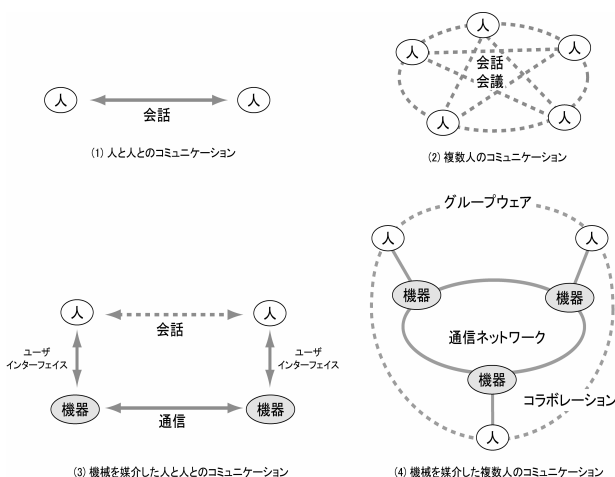 人
人
会話
(1) 人と人とのコミュニケーション
人
人
人
会話
会議
人
人
(2) 複数人のコミュニケーション
人
人
会話
ユーザ
インターフェイス
ユーザ
インターフェイス
機器
機器
通信
(3) 機械を媒介した人と人とのコミュニケーション
グループウェア
人
人
機器
機器
通信ネットワーク
機器
コラボレーション
人
(4) 機械を媒介した複数人のコミュニケーション